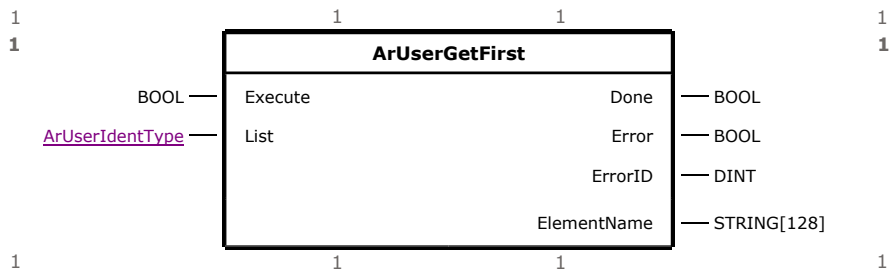 1 1 1 1
1 ArUserGetFirst 1
BOOL Execute Done BOOL
ArUserIdentType List Error BOOL
ErrorID DINT
ElementName STRING[128]
1 1 1 1